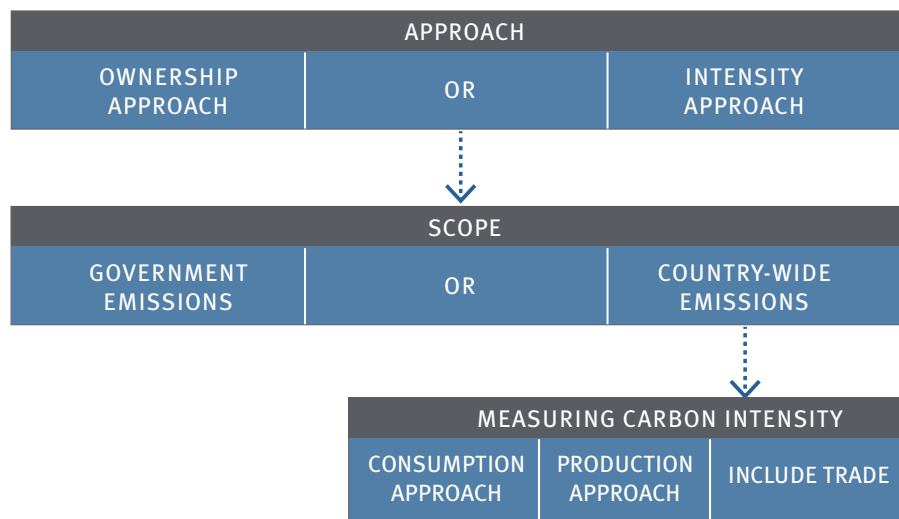 APPROACH
OWNERSHIP
APPROACH
OR
INTENSITY
APPROACH
SCOPE
GOVERNMENT
EMISSIONS
OR
COUNTRY-WIDE
EMISSIONS
MEASURING CARBON INTENSITY
CONSUMPTION
APPROACH
PRODUCTION
APPROACH
INCLUDE TRADE